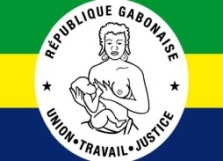 RÉPUBLIQUE GABONAISE
UNION • TRAVAIL • JUSTICE